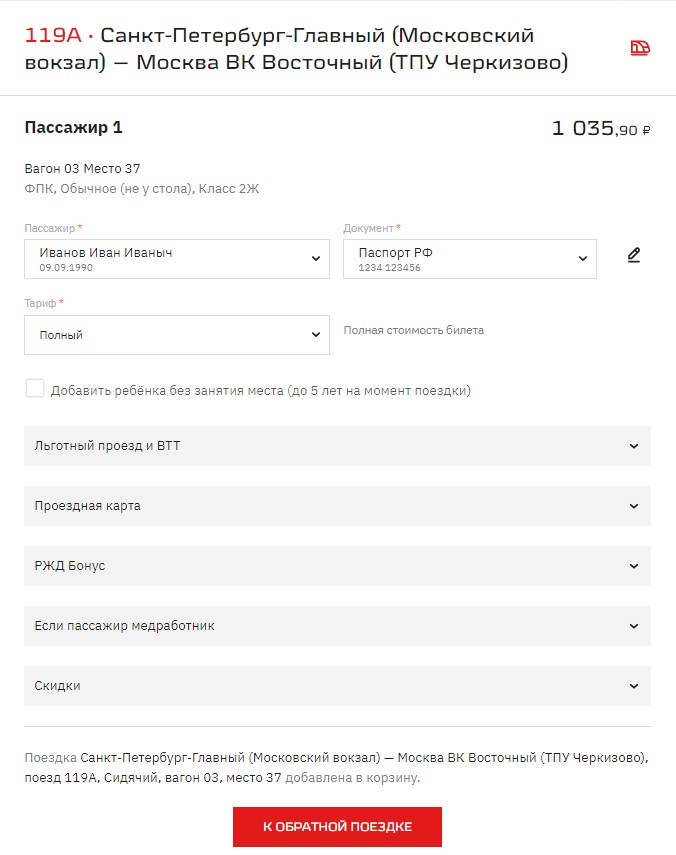 119А · Санкт-Петербург-Главный (Московский
вокзал) — Москва ВК Восточный (ТПУ Черкизово)
Пассажир 1
1 035,90 ₽
Вагон 03 Место 37
ФПК, Обычное (не у стола), Класс 2Ж
Пассажир *
Документ *
Иванов Иван Иваныч
09.09.1990
Паспорт РФ
1234 123456
Тариф *
Полный
Полная стоимость билета
Добавить ребёнка без занятия места (до 5 лет на момент поездки)
Льготный проезд и ВТТ
Проездная карта
РЖД Бонус
Если пассажир медработник
Скидки
Поездка Санкт-Петербург-Главный (Московский вокзал) — Москва ВК Восточный (ТПУ Черкизово),
поезд 119А, Сидячий, вагон 03, место 37 добавлена в корзину.
К ОБРАТНОЙ ПОЕЗДКЕ